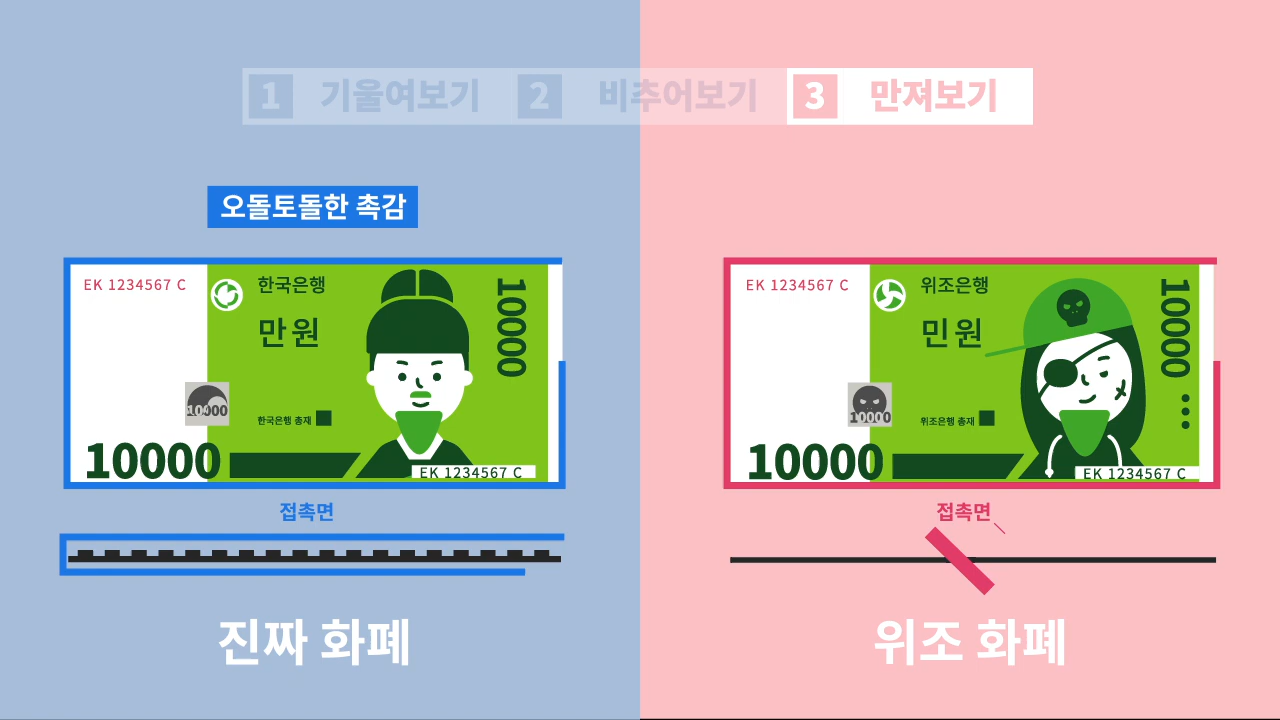 1 기울여보기 2 비추어보기 3 만져보기
오돌토돌한 촉감
EK 1234567 C
한국은행
만원
10000
10000
한국은행 총재
10000
EK 1234567 C
접촉면
진짜 화폐
EK 1234567 C
위조은행
민원
10000
10000
위조은행 총재
10000
EK 1234567 C
접촉면
위조 화폐